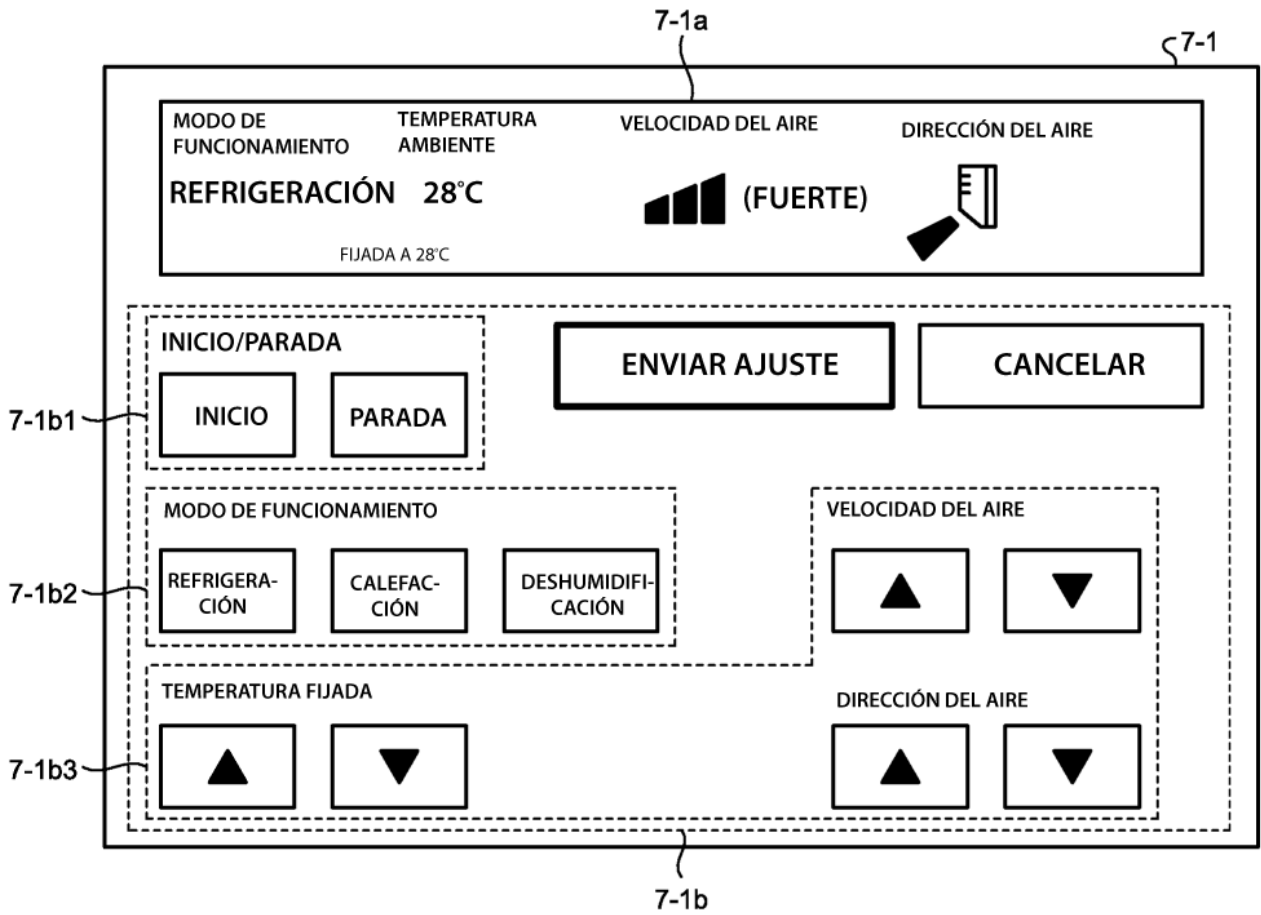 7-1a
7-1
MODO DE
FUNCIONAMIENTO
TEMPERATURA
AMBIENTE
VELOCIDAD DEL AIRE
DIRECCIÓN DEL AIRE
REFRIGERACIÓN
28°C
(FUERTE)
FIJADA A 28°C
INICIO/PARADA
ENVIAR AJUSTE
CANCELAR
7-1b1
INICIO
PARADA
MODO DE FUNCIONAMIENTO
VELOCIDAD DEL AIRE
7-1b2
REFRIGERA-
CIÓN
CALEFAC-
CIÓN
DESHUMIDIFI-
CACIÓN
▲
▼
TEMPERATURA FIJADA
DIRECCIÓN DEL AIRE
7-1b3
▲
▼
▲
▼
7-1b